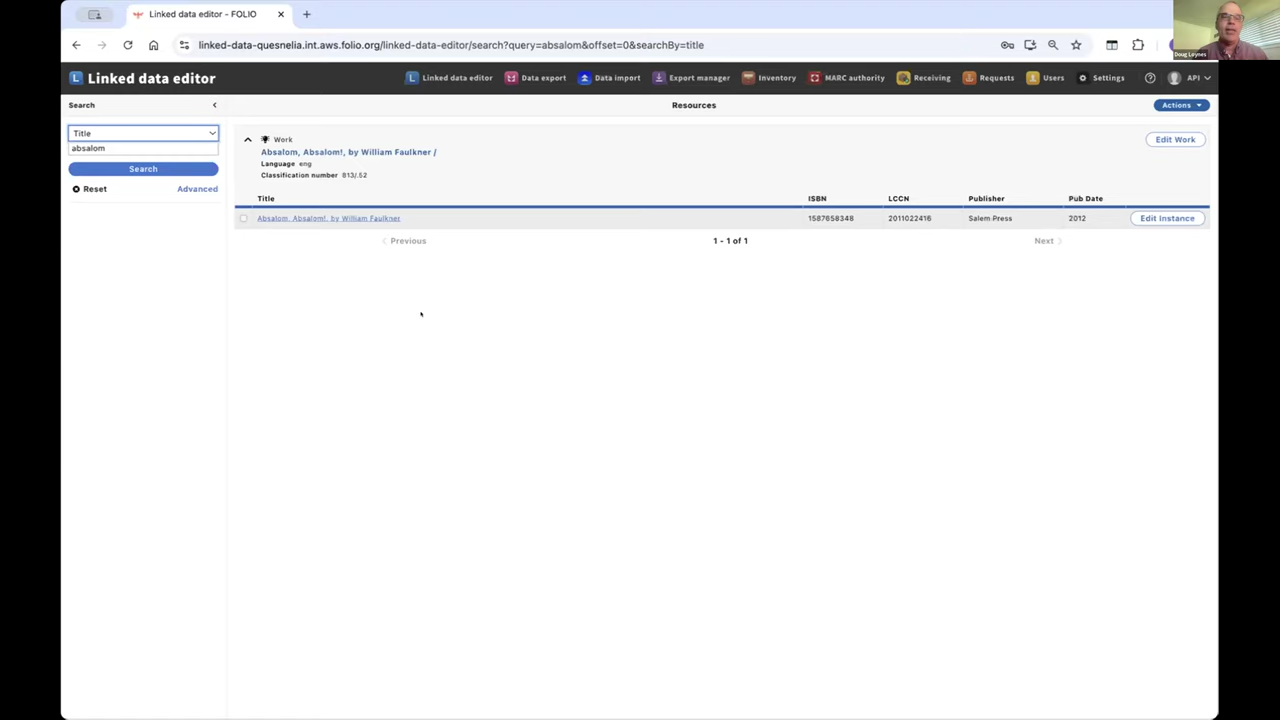 Linked data editor - FOLIO
linked-data-quesnelia.int.aws.folio.org/linked-data-editor/search?query=absalom&offset=0&searchBy=title
Doug Loynes
L Linked data editor
L Linked data editor Data export Data import Export manager Inventory MARC authority Receiving Requests Users Settings API
Search Resources Actions
Title
absalom
Search
Reset Advanced
Work Edit Work
Absalom, Absalom!, by William Faulkner /
Language eng
Classification number 813/.52
Title ISBN LCCN Publisher Pub Date
Absalom, Absalom!, by William Faulkner 1587658348 2011022416 Salem Press 2012 Edit Instance
Previous 1 - 1 of 1 Next